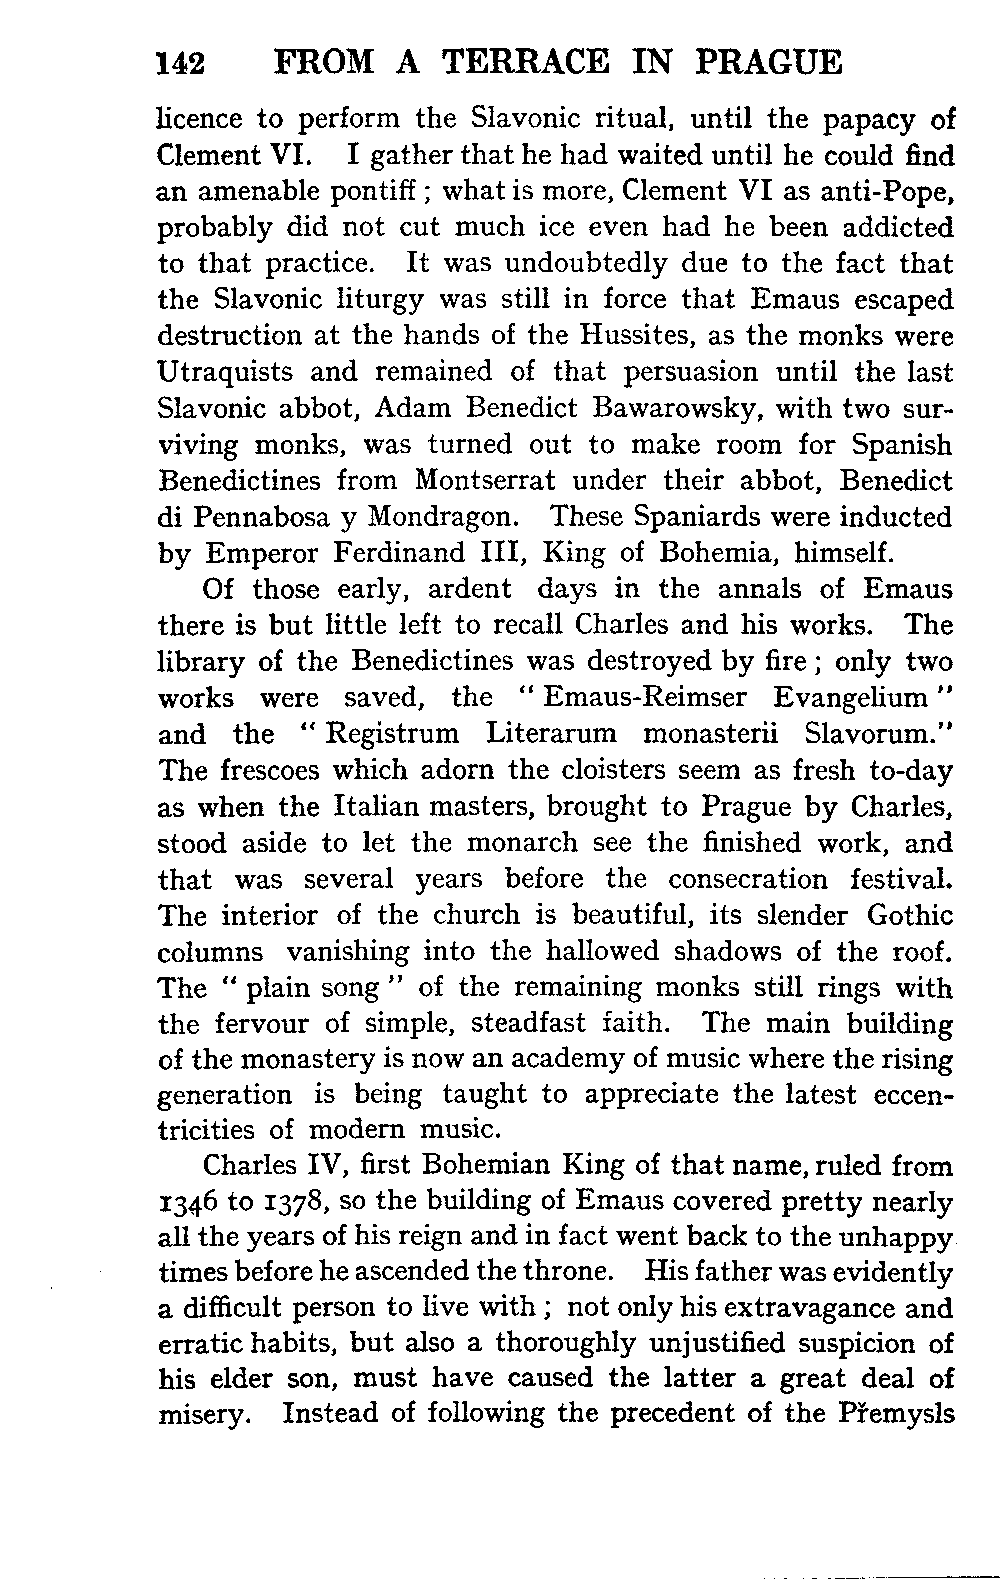 142 FROM A TERRACE IN PRAGUE
licence to perform the Slavonic ritual, until the papacy of
Clement VI. I gather that he had waited until he could find
an amenable pontiff ; what is more, Clement VI as anti-Pope,
probably did not cut much ice even had he been addicted
to that practice. It was undoubtedly due to the fact that
the Slavonic liturgy was still in force that Emaus escaped
destruction at the hands of the Hussites, as the monks were
Utraquists and remained of that persuasion until the last
Slavonic abbot, Adam Benedict Bawarowsky, with two sur-
viving monks, was turned out to make room for Spanish
Benedictines from Montserrat under their abbot, Benedict
di Pennabosa y Mondragon. These Spaniards were inducted
by Emperor Ferdinand III, King of Bohemia, himself.
Of those early, ardent days in the annals of Emaus
there is but little left to recall Charles and his works. The
library of the Benedictines was destroyed by fire ; only two
works were saved, the " Emaus-Reimser Evangelium "
and the " Registrum Literarum monasterii Slavorum."
The frescoes which adorn the cloisters seem as fresh to-day
as when the Italian masters, brought to Prague by Charles,
stood aside to let the monarch see the finished work, and
that was several years before the consecration festival.
The interior of the church is beautiful, its slender Gothic
columns vanishing into the hallowed shadows of the roof.
The " plain song " of the remaining monks still rings with
the fervour of simple, steadfast faith. The main building
of the monastery is now an academy of music where the rising
generation is being taught to appreciate the latest eccen-
tricities of modern music.
Charles IV, first Bohemian King of that name, ruled from
1346 to 1378, so the building of Emaus covered pretty nearly
all the years of his reign and in fact went back to the unhappy
times before he ascended the throne. His father was evidently
a difficult person to live with ; not only his extravagance and
erratic habits, but also a thoroughly unjustified suspicion of
his elder son, must have caused the latter a great deal of
misery. Instead of following the precedent of the Přemysls